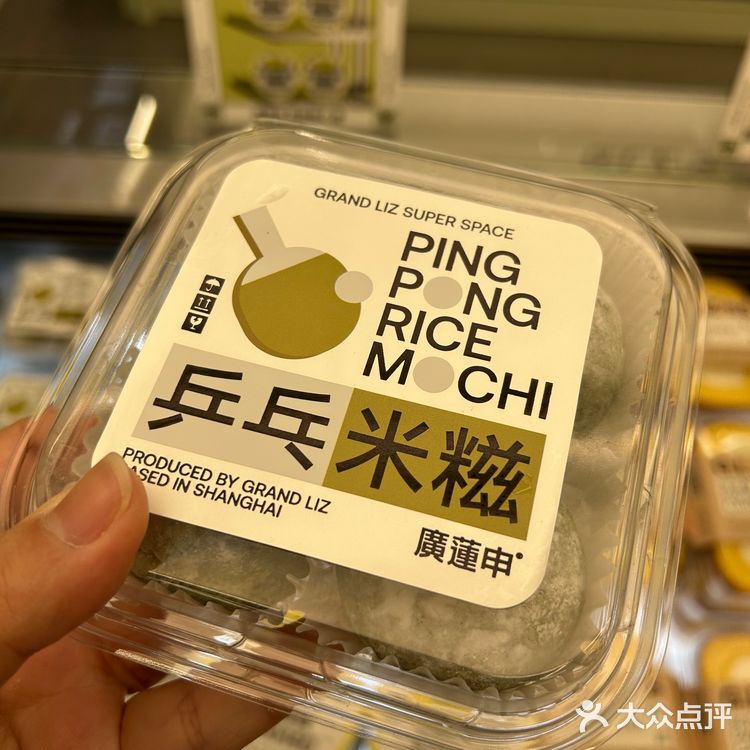 GRAND LIZ SUPER SPACE
PING
PONG
RICE
MOCHI
乒乓米糍
PRODUCED BY GRAND LIZ
BASED IN SHANGHAI
廣蓮申
大众点评